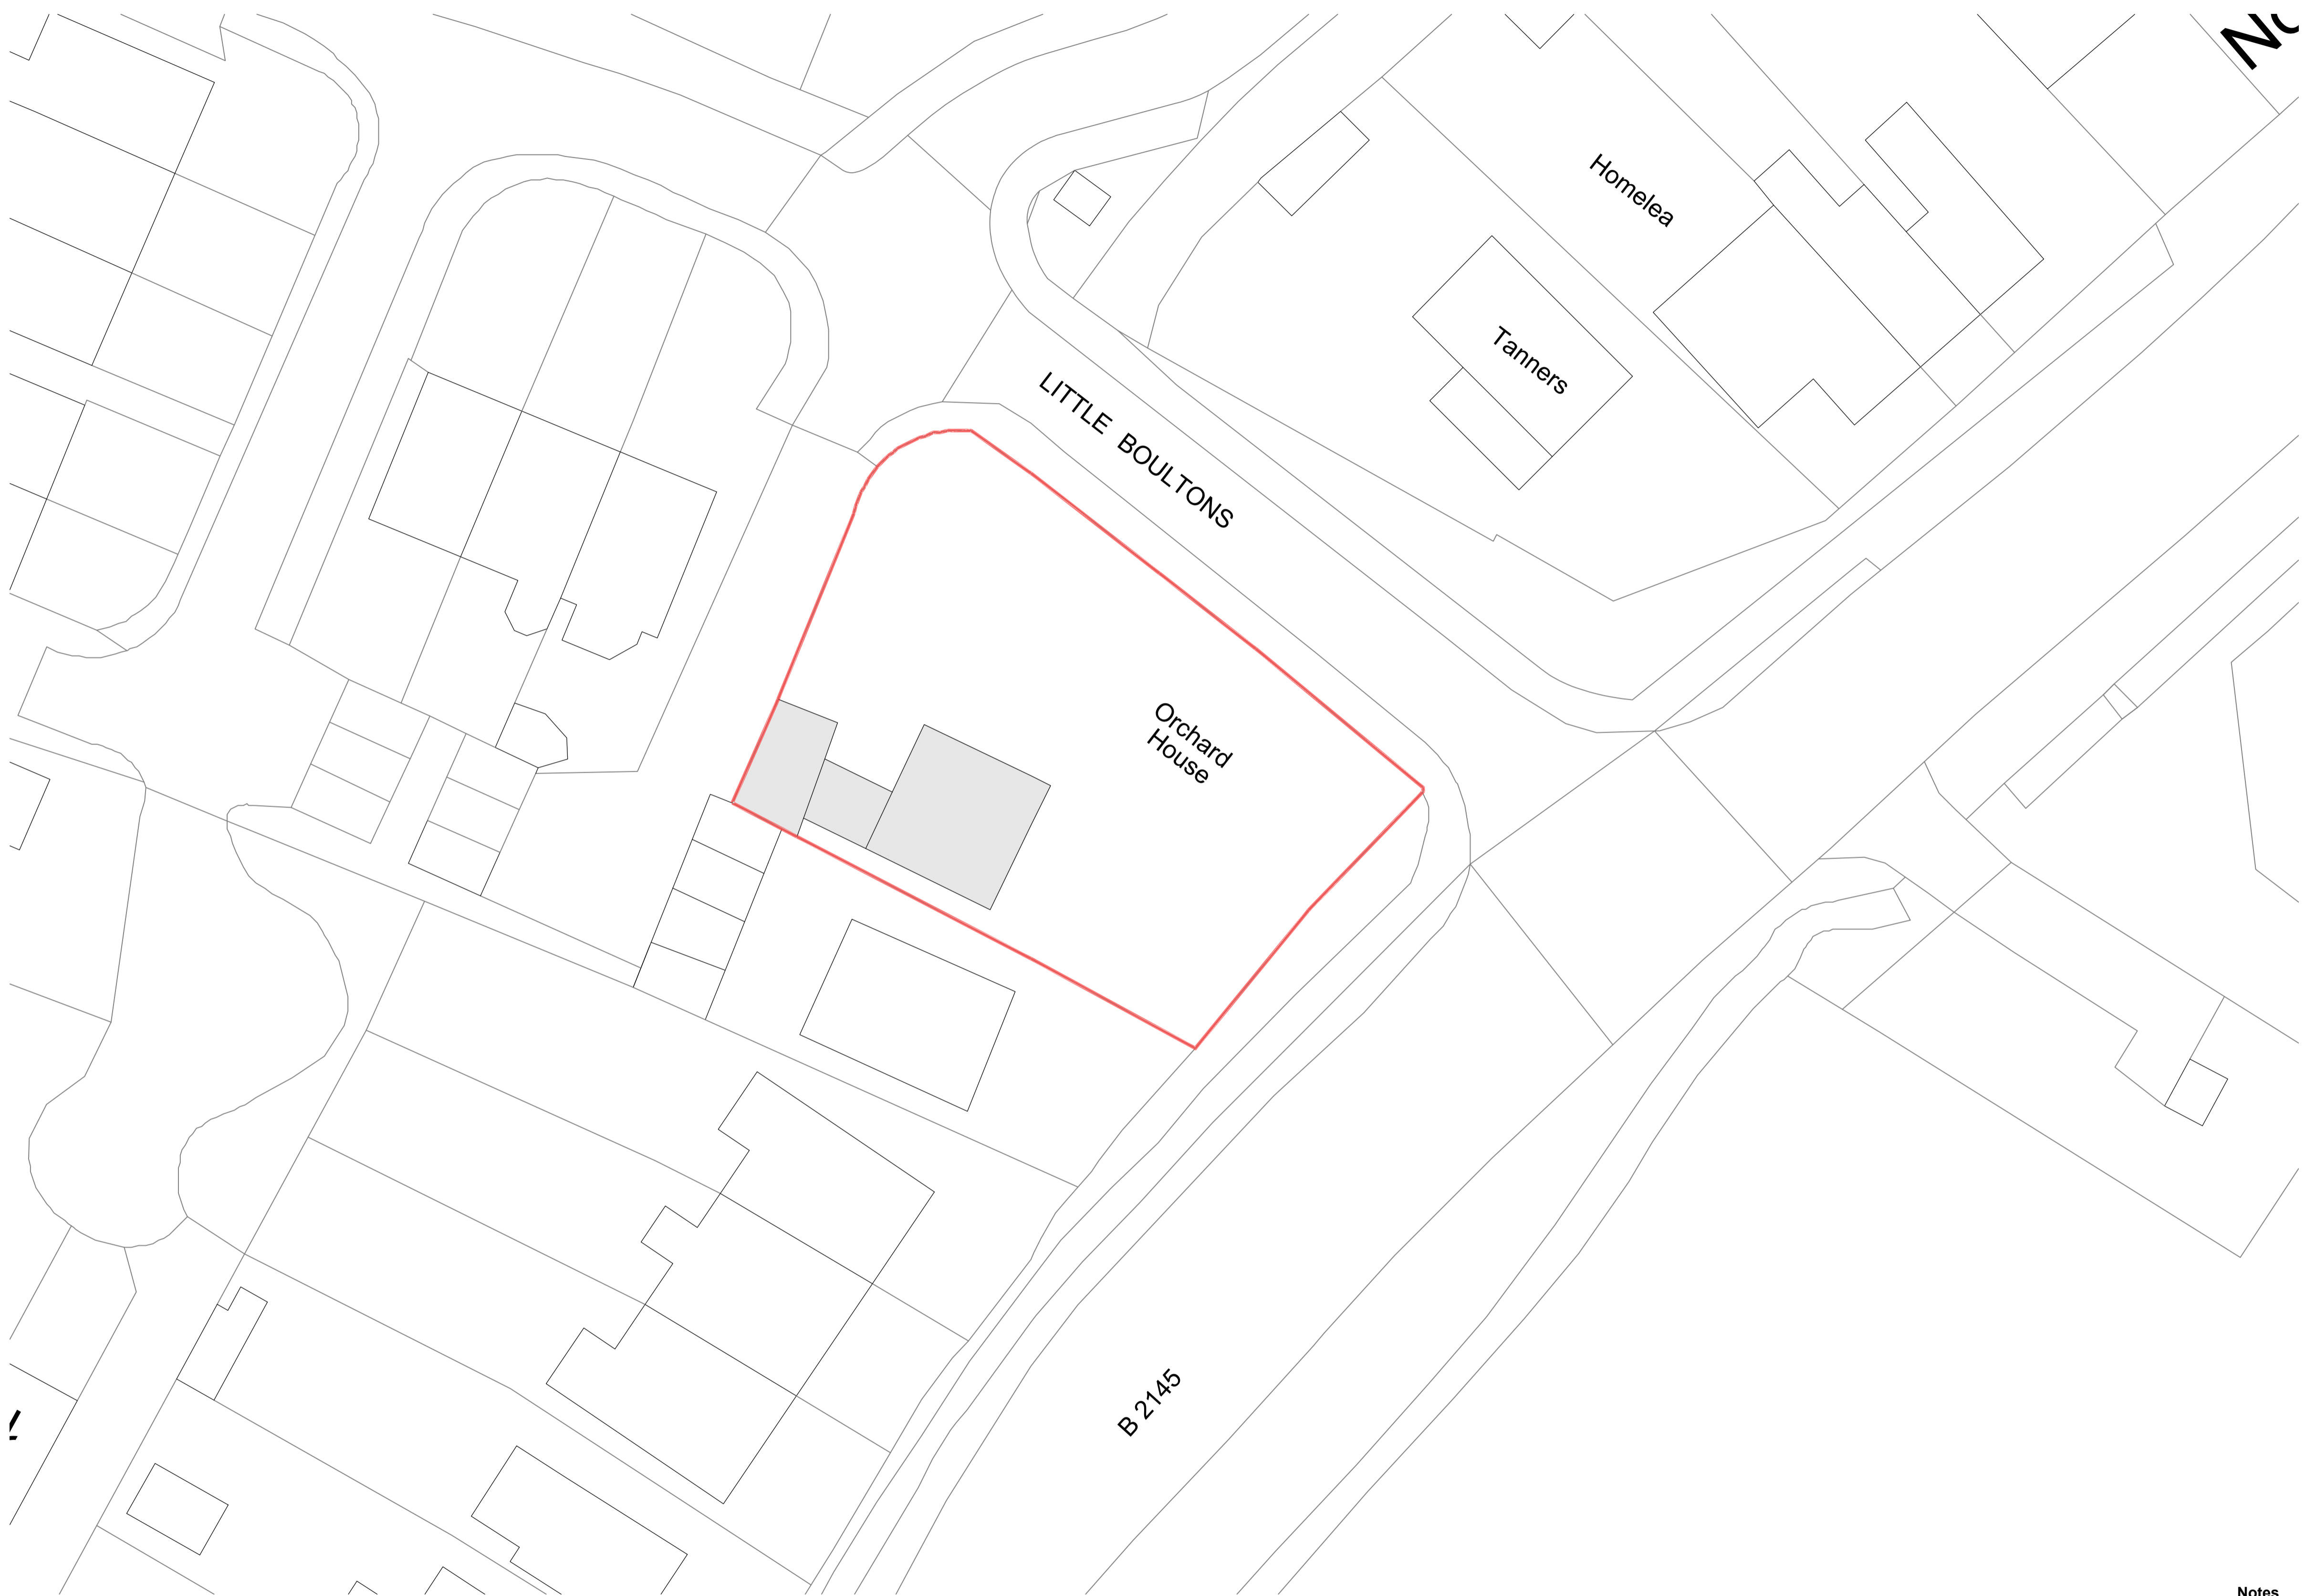 Homelea
Tanners
LITTLE BOULTONS
Orchard
House
B 2145
Notes